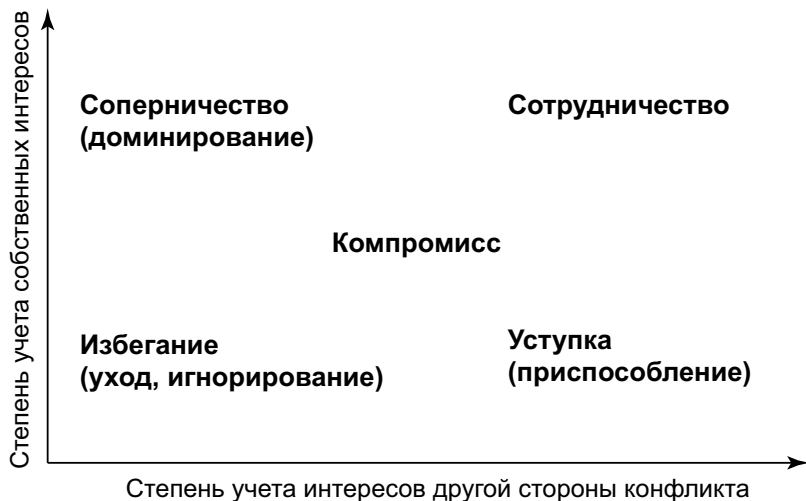 Степень учета собственных интересов
Соперничество
(доминирование)
Сотрудничество
Компромисс
Избегание
(уход, игнорирование)
Уступка
(приспособление)
Степень учета интересов другой стороны конфликта